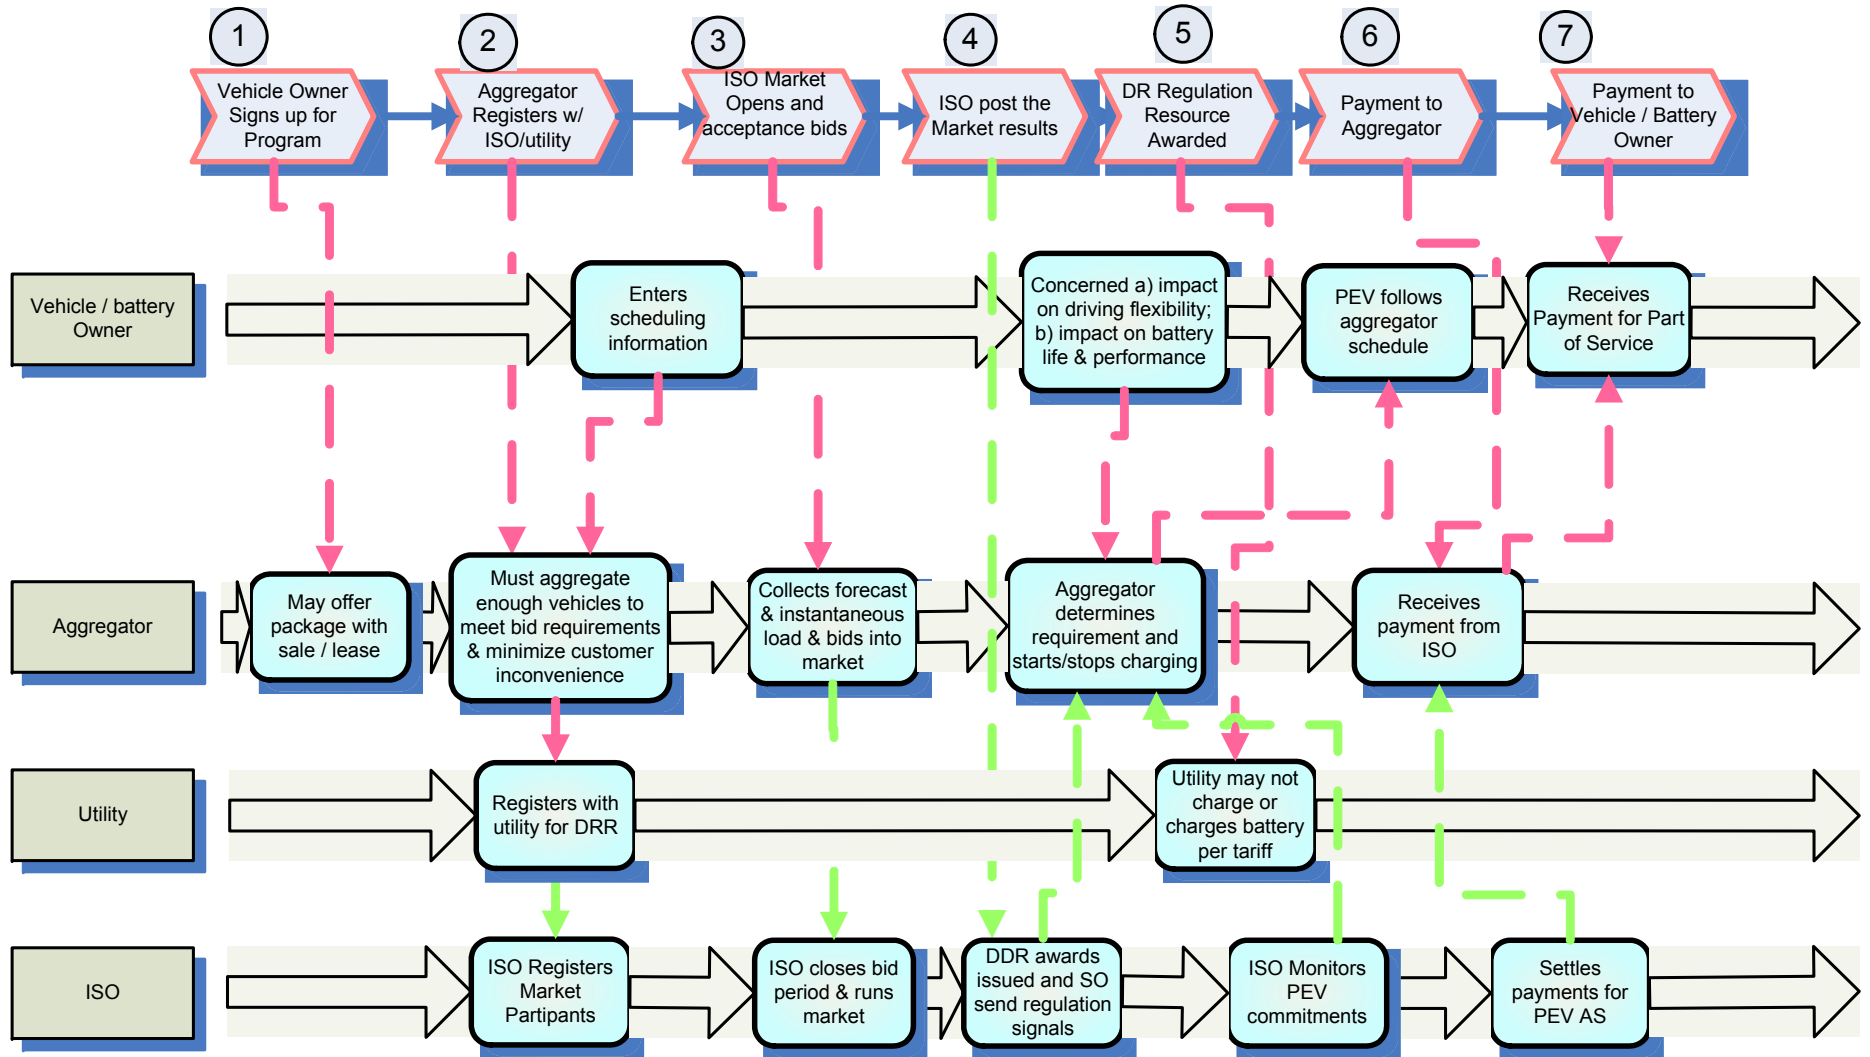 1
2
3
4
5
6
7
Vehicle Owner
Signs up for
Program
Aggregator
Registers w/
ISO/utility
ISO Market
Opens and
acceptance bids
ISO post the
Market results
DR Regulation
Resource
Awarded
Payment to
Aggregator
Payment to
Vehicle / Battery
Owner
Vehicle / battery
Owner
Enters
scheduling
information
Concerned a) impact
on driving flexibility;
b) impact on battery
life & performance
PEV follows
aggregator
schedule
Receives
Payment for Part
of Service
Aggregator
May offer
package with
sale / lease
Must aggregate
enough vehicles to
meet bid requirements
& minimize customer
inconvenience
Collects forecast
& instantaneous
load & bids into
market
Aggregator
determines
requirement and
starts/stops charging
Receives
payment from
ISO
Utility
Registers with
utility for DRR
Utility may not
charge or
charges battery
per tariff
ISO
ISO Registers
Market
Partipants
ISO closes bid
period & runs
market
DDR awards
issued and SO
send regulation
signals
ISO Monitors
PEV
commitments
Settles
payments for
PEV AS